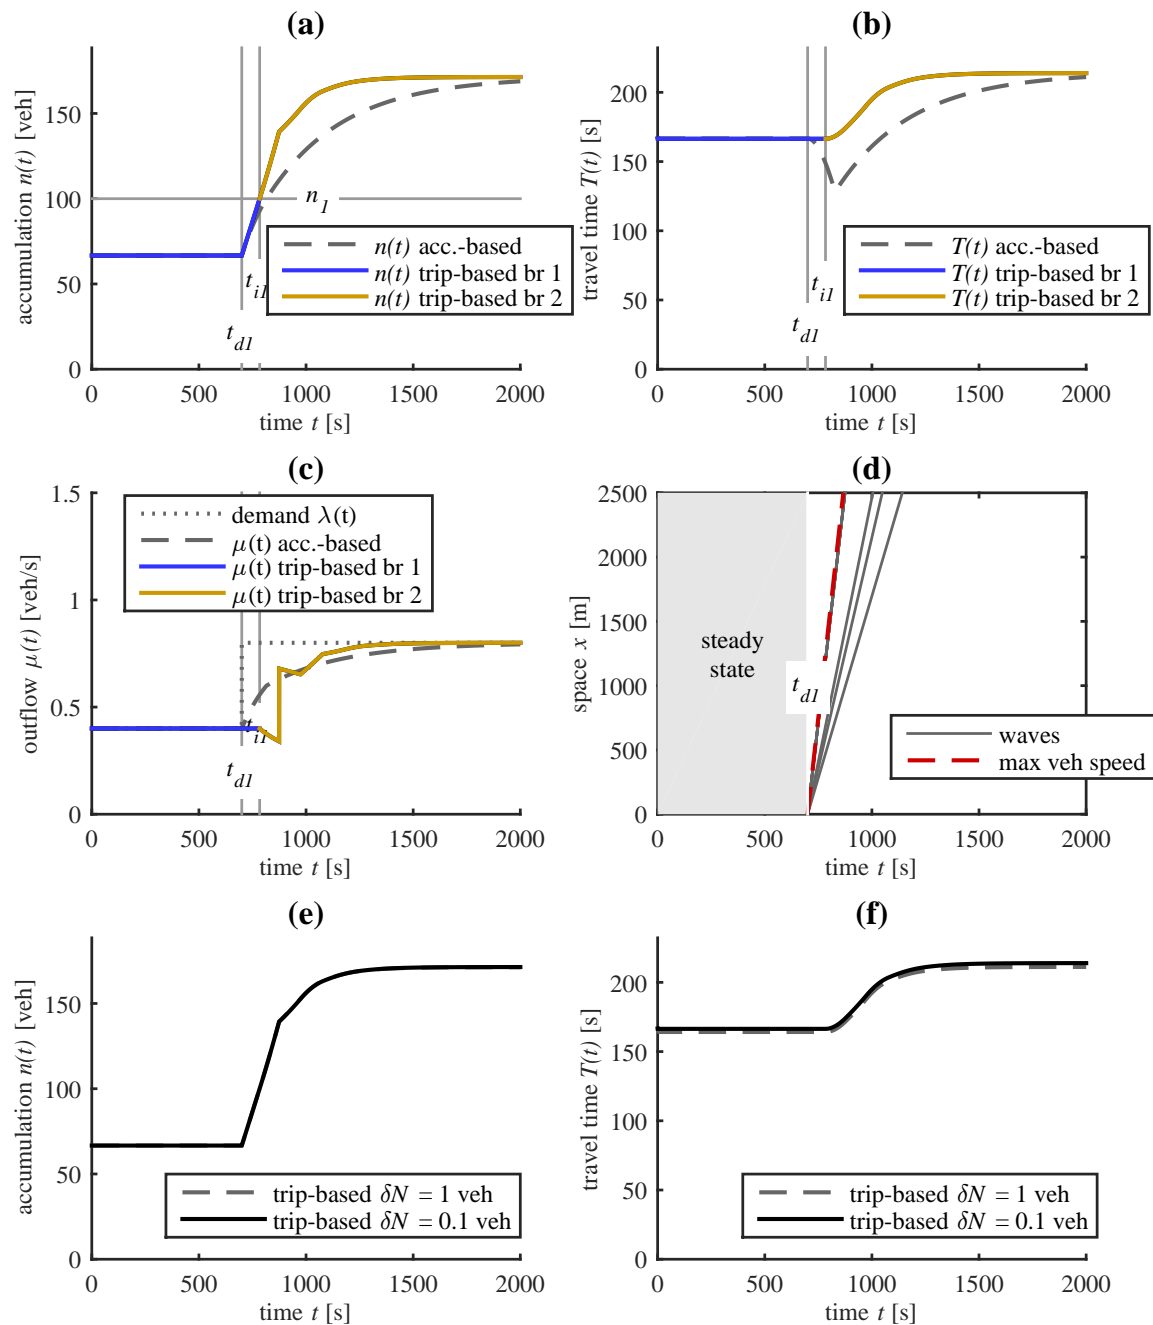 (a)
accumulation n(t) [veh]
150
100
50
0
n1
ti1
td1
n(t) acc.-based
n(t) trip-based br 1
n(t) trip-based br 2
0 500 1000 1500 2000
time t [s]
(b)
travel time T(t) [s]
200
150
100
50
0
ti1
td1
T(t) acc.-based
T(t) trip-based br 1
T(t) trip-based br 2
0 500 1000 1500 2000
time t [s]
(c)
outflow μ(t) [veh/s]
1.5
1
0.5
0
demand λ(t)
μ(t) acc.-based
μ(t) trip-based br 1
μ(t) trip-based br 2
ti1
td1
0 500 1000 1500 2000
time t [s]
(d)
space x [m]
2500
2000
1500
1000
500
0
steady
state
td1
waves
max veh speed
0 500 1000 1500 2000
time t [s]
(e)
accumulation n(t) [veh]
150
100
50
0
trip-based δN = 1 veh
trip-based δN = 0.1 veh
0 500 1000 1500 2000
time t [s]
(f)
travel time T(t) [s]
200
150
100
50
0
trip-based δN = 1 veh
trip-based δN = 0.1 veh
0 500 1000 1500 2000
time t [s]